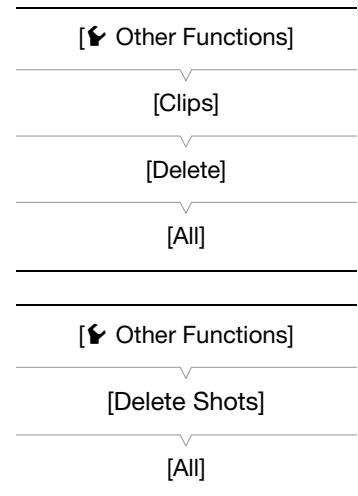 [ Other Functions]
[Clips]
[Delete]
[All]
[ Other Functions]
[Delete Shots]
[All]